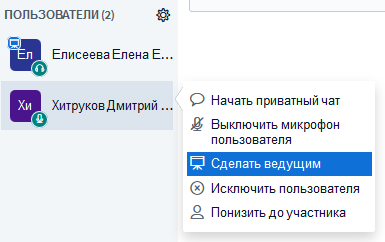 ПОЛЬЗОВАТЕЛИ (2)
Ел
Елисеева Елена Е...
Хи
Хитруков Дмитрий ...
Начать приватный чат
Выключить микрофон
пользователя
Сделать ведущим
Исключить пользователя
Понизить до участника